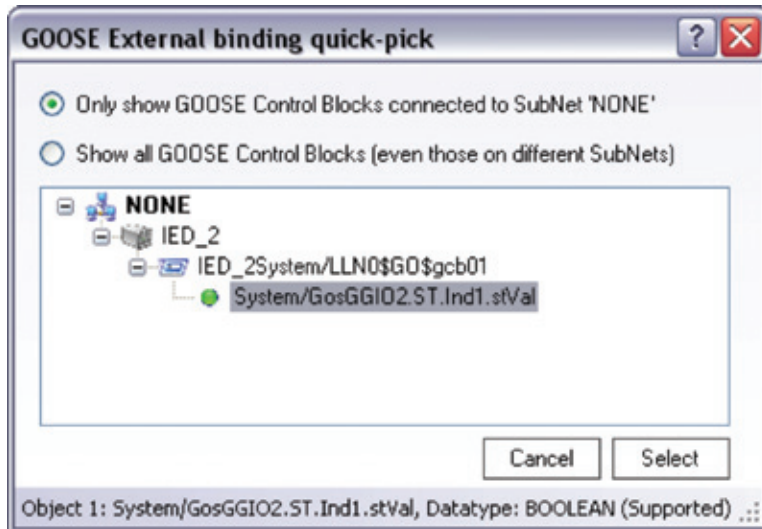 GOOSE External binding quick-pick
Only show GOOSE Control Blocks connected to SubNet 'NONE'
Show all GOOSE Control Blocks (even those on different SubNets)
NONE
IED_2
IED_2System/LLN0$GO$gcb01
System/GosGGIO2.ST.Ind1.stVal
Cancel Select
Object 1: System/GosGGIO2.ST.Ind1.stVal, Datatype: BOOLEAN (Supported)